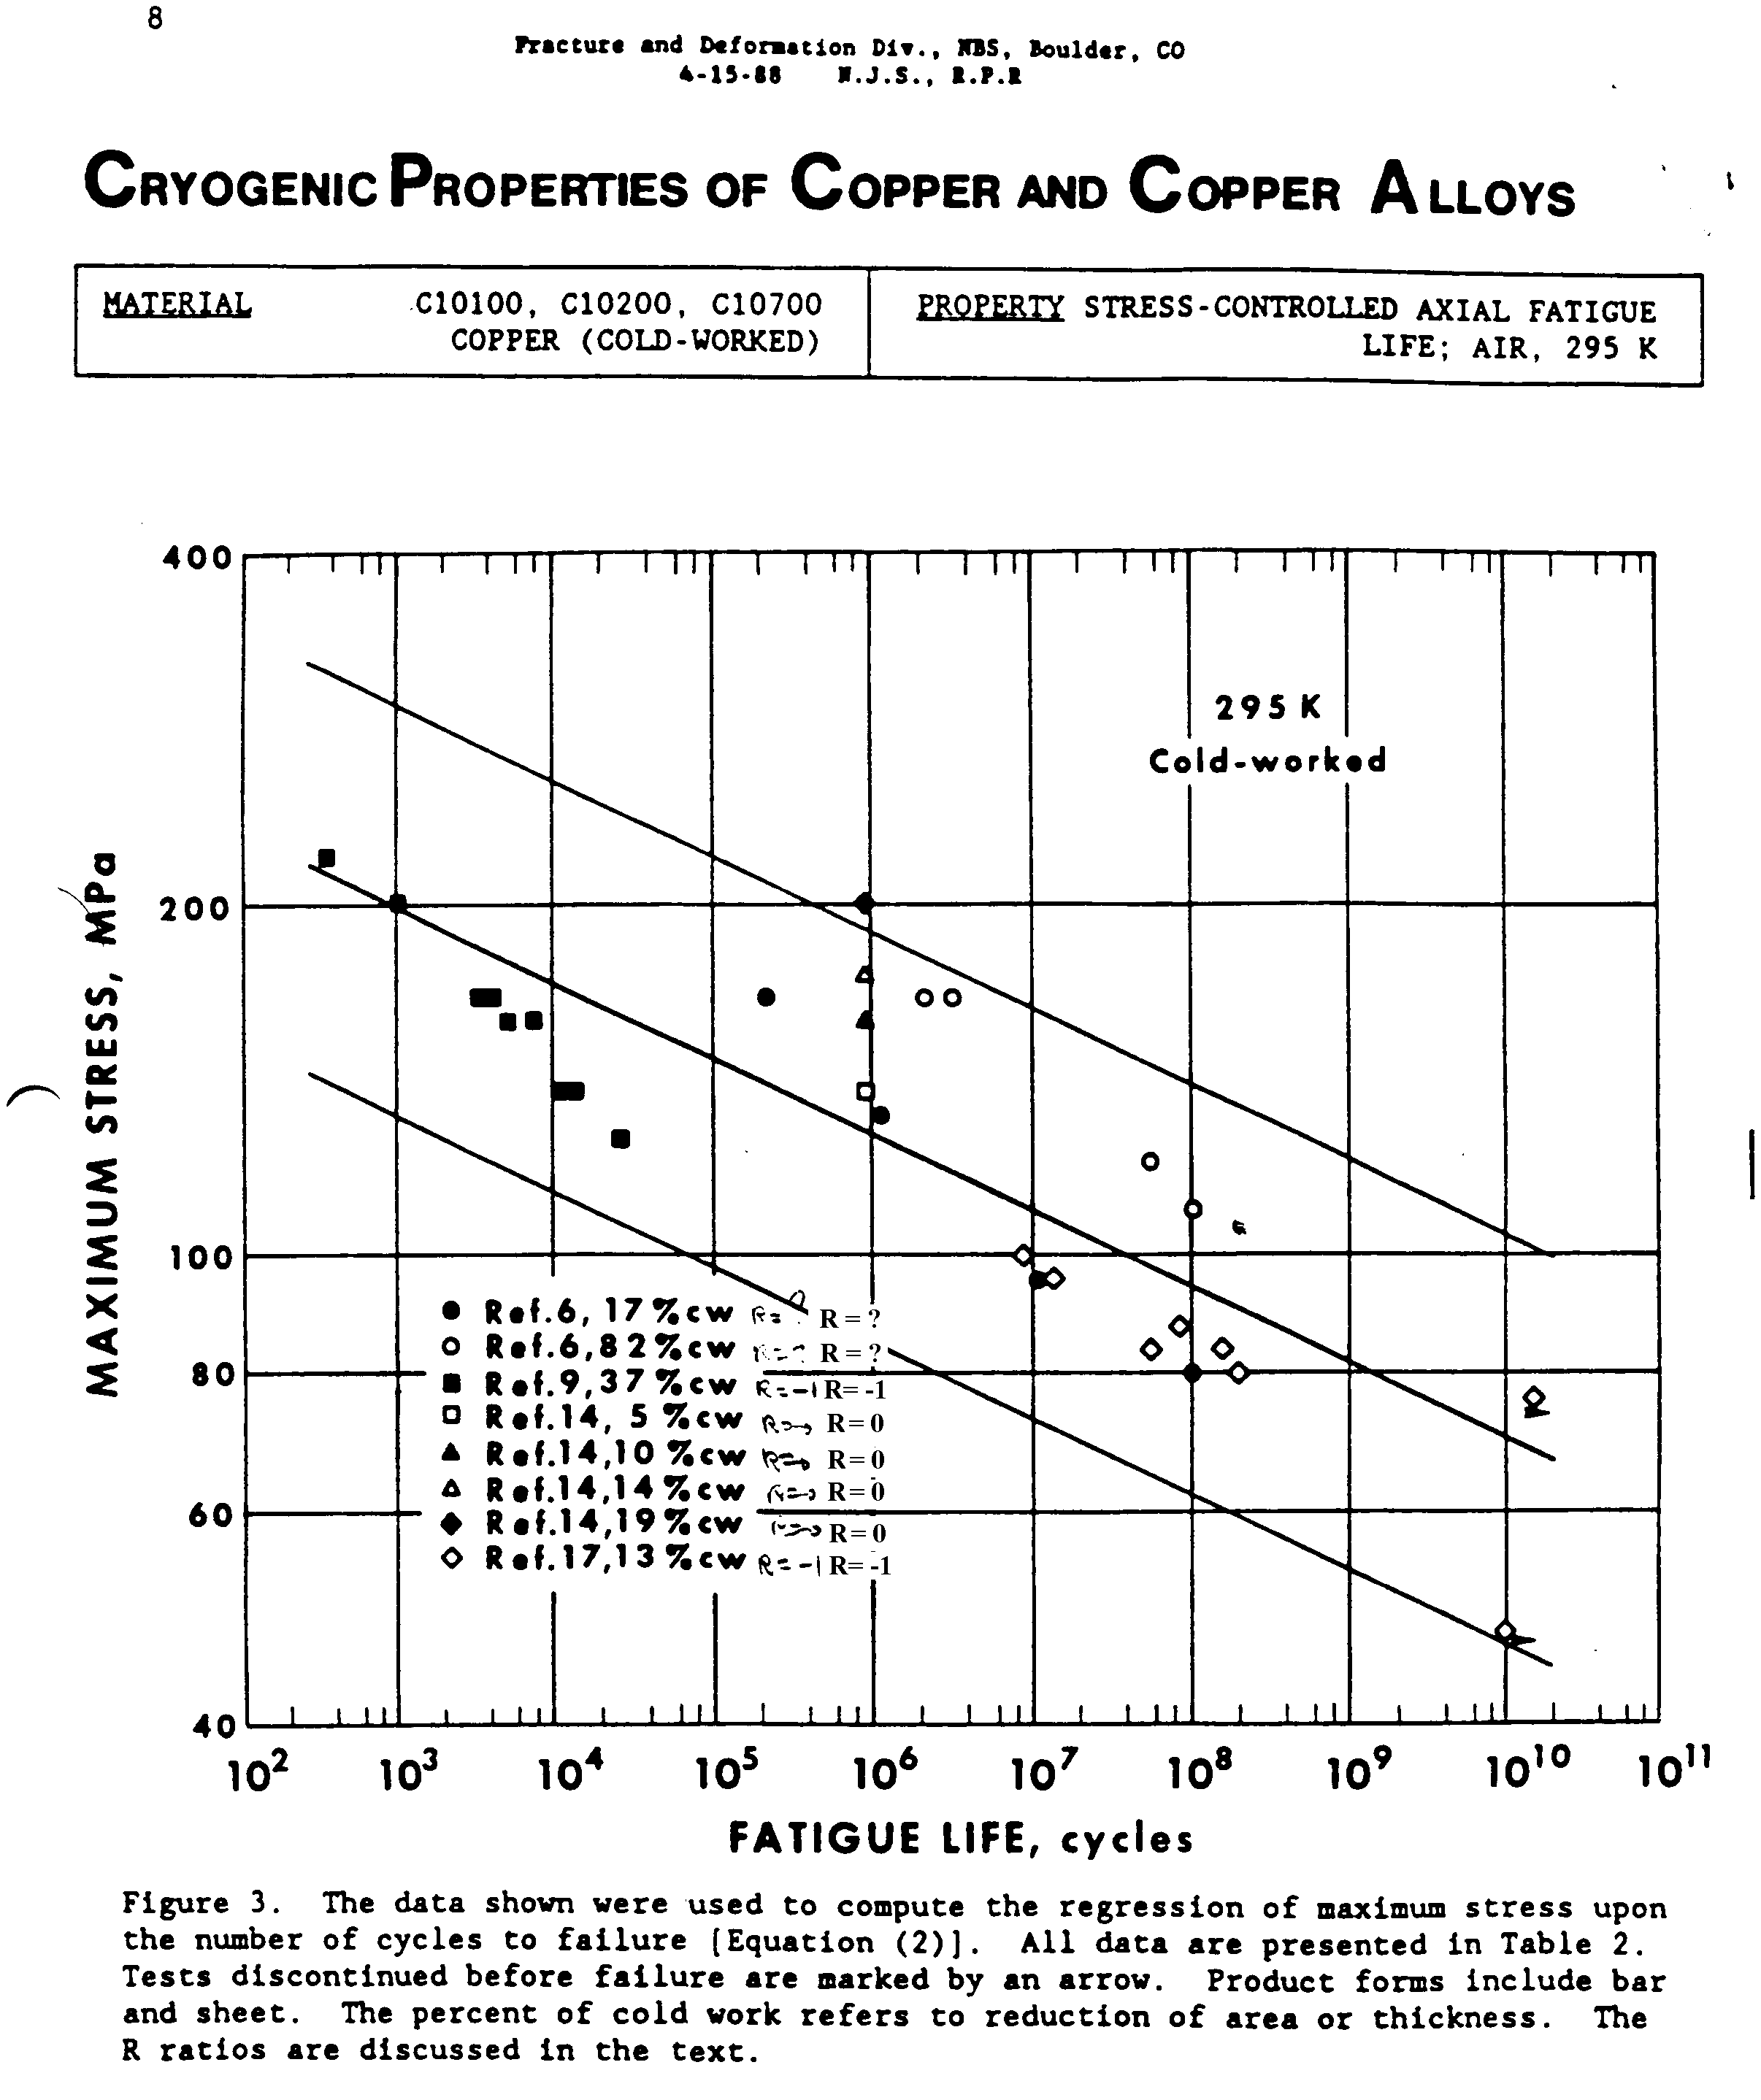 8
Fracture and Deformation Div., NBS, Boulder, CO
4-15-88 N.J.S., R.P.R
CRYOGENIC PROPERTIES OF COPPER AND COPPER ALLOYS
MATERIAL C10100, C10200, C10700
COPPER (COLD-WORKED)
PROPERTY STRESS-CONTROLLED AXIAL FATIGUE
LIFE; AIR, 295 K
400
200
100
80
60
40
MAXIMUM STRESS, MPa
295 K
Cold-worked
Ref.6, 17%cw R=? R=?
Ref.6,82%cw R=? R=?
Ref.9,37%cw R=-1 R=-1
Ref.14, 5%cw R=0
Ref.14,10%cw R=0
Ref.14,14%cw R=0
Ref.14,19%cw R=0
Ref.17,13%cw R=-1 R=-1
10² 10³ 10⁴ 10⁵ 10⁶ 10⁷ 10⁸ 10⁹ 10¹⁰ 10¹¹
FATIGUE LIFE, cycles
Figure 3. The data shown were used to compute the regression of maximum stress upon
the number of cycles to failure [Equation (2)]. All data are presented in Table 2.
Tests discontinued before failure are marked by an arrow. Product forms include bar
and sheet. The percent of cold work refers to reduction of area or thickness. The
R ratios are discussed in the text.